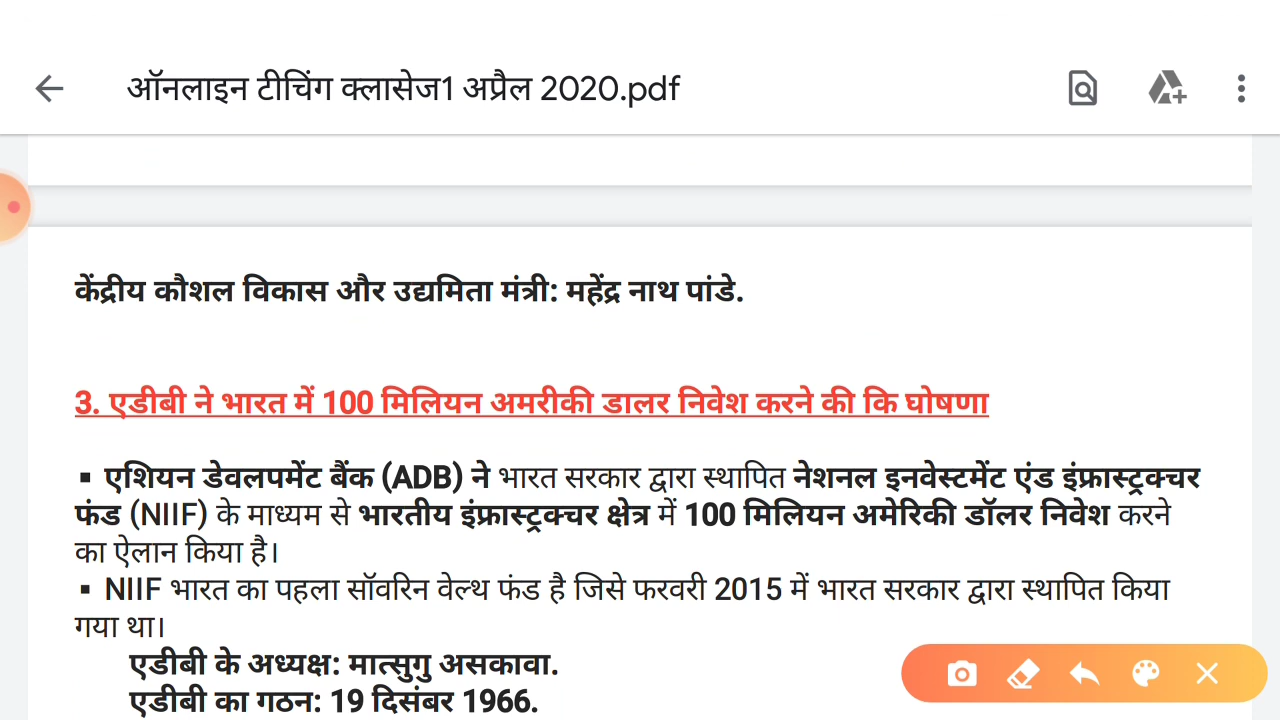 ऑनलाइन टीचिंग क्लासेज1 अप्रैल 2020.pdf
केंद्रीय कौशल विकास और उद्यमिता मंत्री: महेंद्र नाथ पांडे.
3. एडीबी ने भारत में 100 मिलियन अमरीकी डालर निवेश करने की कि घोषणा
▪ एशियन डेवलपमेंट बैंक (ADB) ने भारत सरकार द्वारा स्थापित नेशनल इनवेस्टमेंट एंड इंफ्रास्ट्रक्चर
फंड (NIIF) के माध्यम से भारतीय इंफ्रास्ट्रक्चर क्षेत्र में 100 मिलियन अमेरिकी डॉलर निवेश करने
का ऐलान किया है।
▪ NIIF भारत का पहला सॉवरिन वेल्थ फंड है जिसे फरवरी 2015 में भारत सरकार द्वारा स्थापित किया
गया था।
एडीबी के अध्यक्ष: मात्सुगु असकावा.
एडीबी का गठन: 19 दिसंबर 1966.